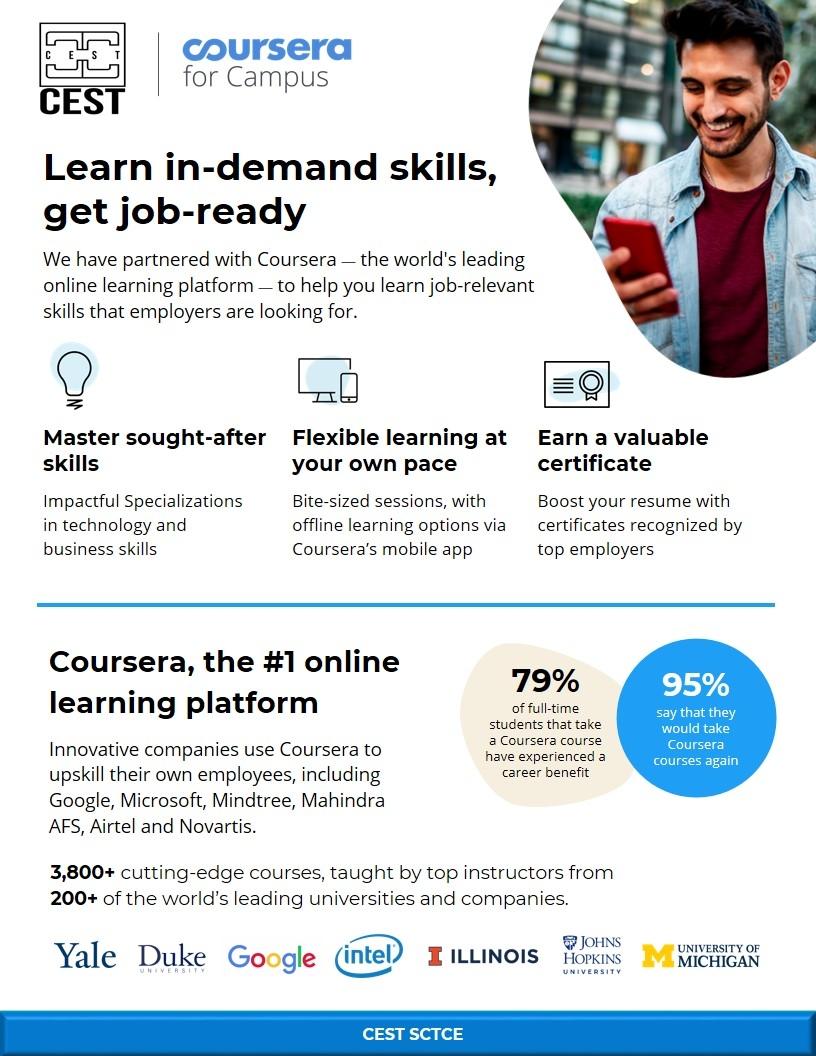 C E S T
CEST
coursera
for Campus
Learn in-demand skills,
get job-ready
We have partnered with Coursera — the world's leading
online learning platform — to help you learn job-relevant
skills that employers are looking for.
Master sought-after
skills
Impactful Specializations
in technology and
business skills
Flexible learning at
your own pace
Bite-sized sessions, with
offline learning options via
Coursera’s mobile app
Earn a valuable
certificate
Boost your resume with
certificates recognized by
top employers
Coursera, the #1 online
learning platform
Innovative companies use Coursera to
upskill their own employees, including
Google, Microsoft, Mindtree, Mahindra
AFS, Airtel and Novartis.
79%
of full-time
students that take
a Coursera course
have experienced a
career benefit
95%
say that they
would take
Coursera
courses again
3,800+ cutting-edge courses, taught by top instructors from
200+ of the world’s leading universities and companies.
Yale
Duke
UNIVERSITY
Google
intel
I ILLINOIS
JOHNS
HOPKINS
UNIVERSITY
M UNIVERSITY OF
MICHIGAN
CEST SCTCE